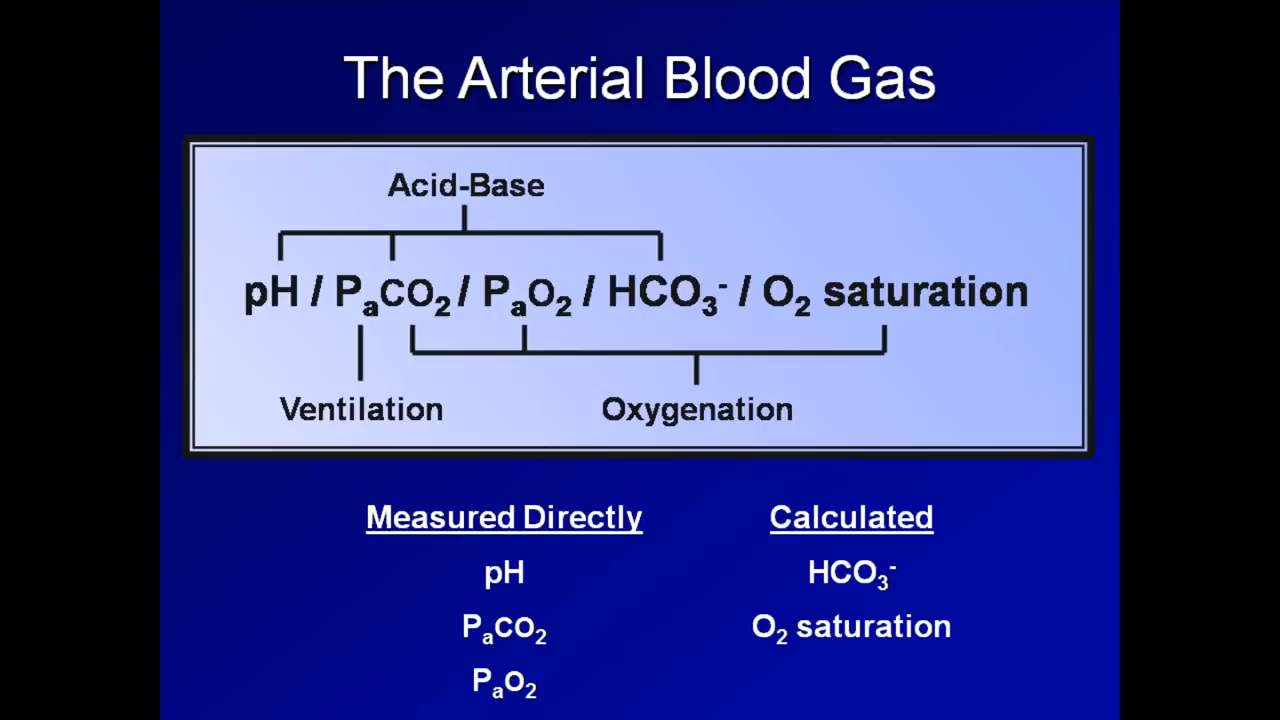 The Arterial Blood Gas
Acid-Base
pH / PₐCO₂ / PₐO₂ / HCO₃⁻ / O₂ saturation
Ventilation Oxygenation
Measured Directly Calculated
pH HCO₃⁻
PₐCO₂ O₂ saturation
PₐO₂